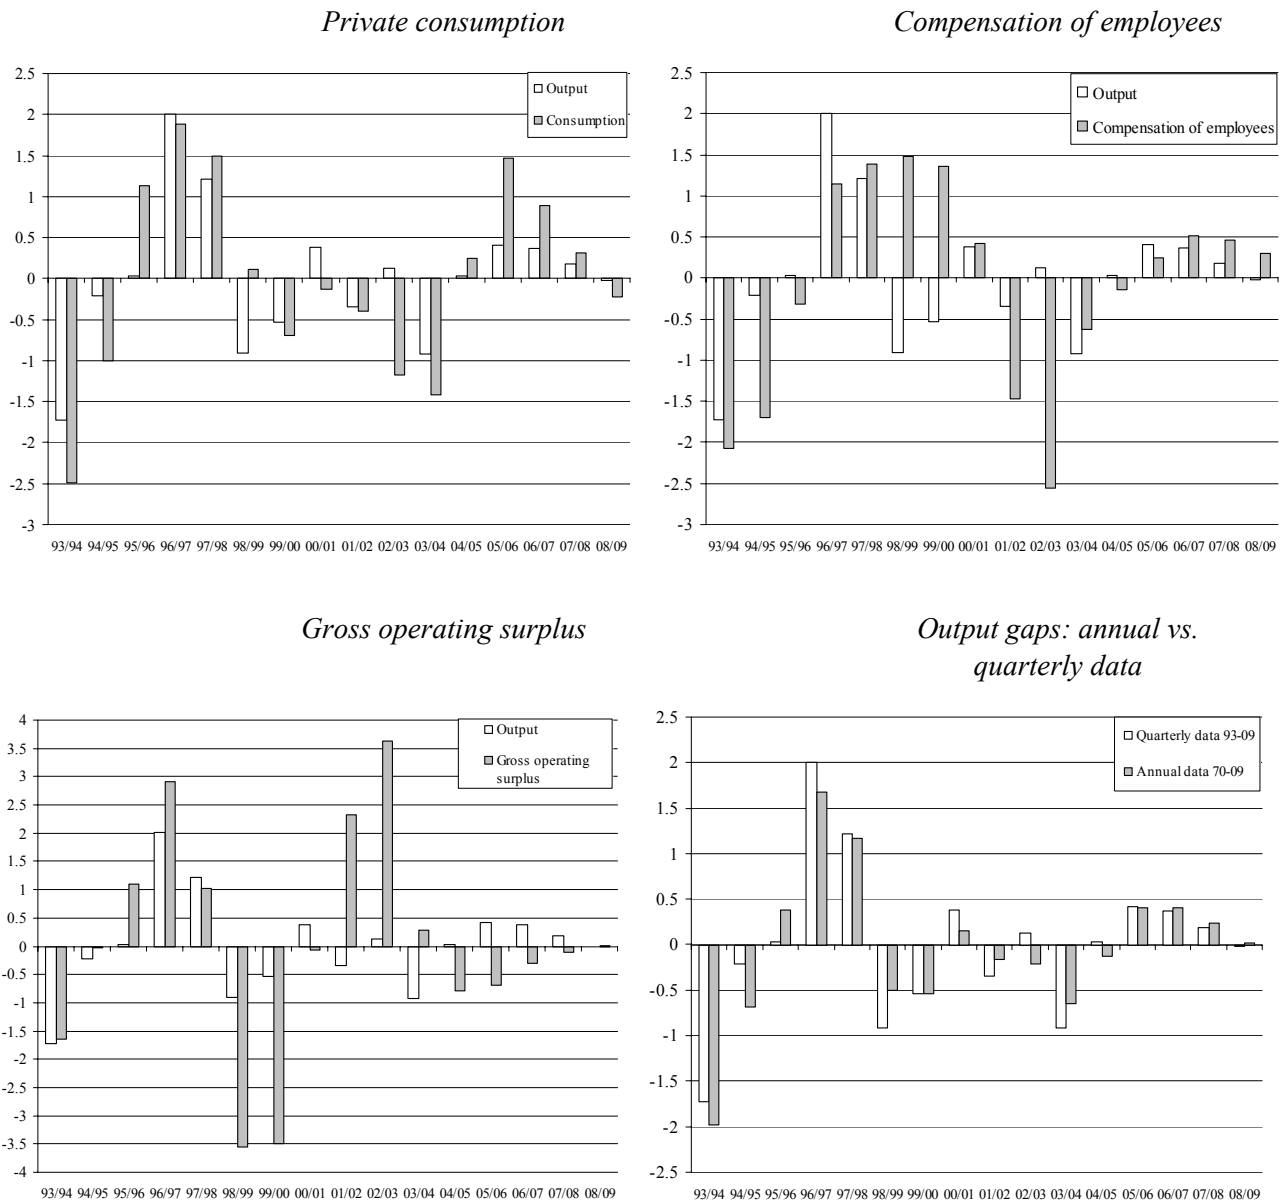 Private consumption
2.5
2
1.5
1
0.5
0
-0.5
-1
-1.5
-2
-2.5
-3
Output
Consumption
93/94 94/95 95/96 96/97 97/98 98/99 99/00 00/01 01/02 02/03 03/04 04/05 05/06 06/07 07/08 08/09
Compensation of employees
2.5
2
1.5
1
0.5
0
-0.5
-1
-1.5
-2
-2.5
-3
Output
Compensation of employees
93/94 94/95 95/96 96/97 97/98 98/99 99/00 00/01 01/02 02/03 03/04 04/05 05/06 06/07 07/08 08/09
Gross operating surplus
4
3.5
3
2.5
2
1.5
1
0.5
0
-0.5
-1
-1.5
-2
-2.5
-3
-3.5
-4
Output
Gross operating
surplus
93/94 94/95 95/96 96/97 97/98 98/99 99/00 00/01 01/02 02/03 03/04 04/05 05/06 06/07 07/08 08/09
Output gaps: annual vs.
quarterly data
2.5
2
1.5
1
0.5
0
-0.5
-1
-1.5
-2
-2.5
Quarterly data 93-09
Annual data 70-09
93/94 94/95 95/96 96/97 97/98 98/99 99/00 00/01 01/02 02/03 03/04 04/05 05/06 06/07 07/08 08/09